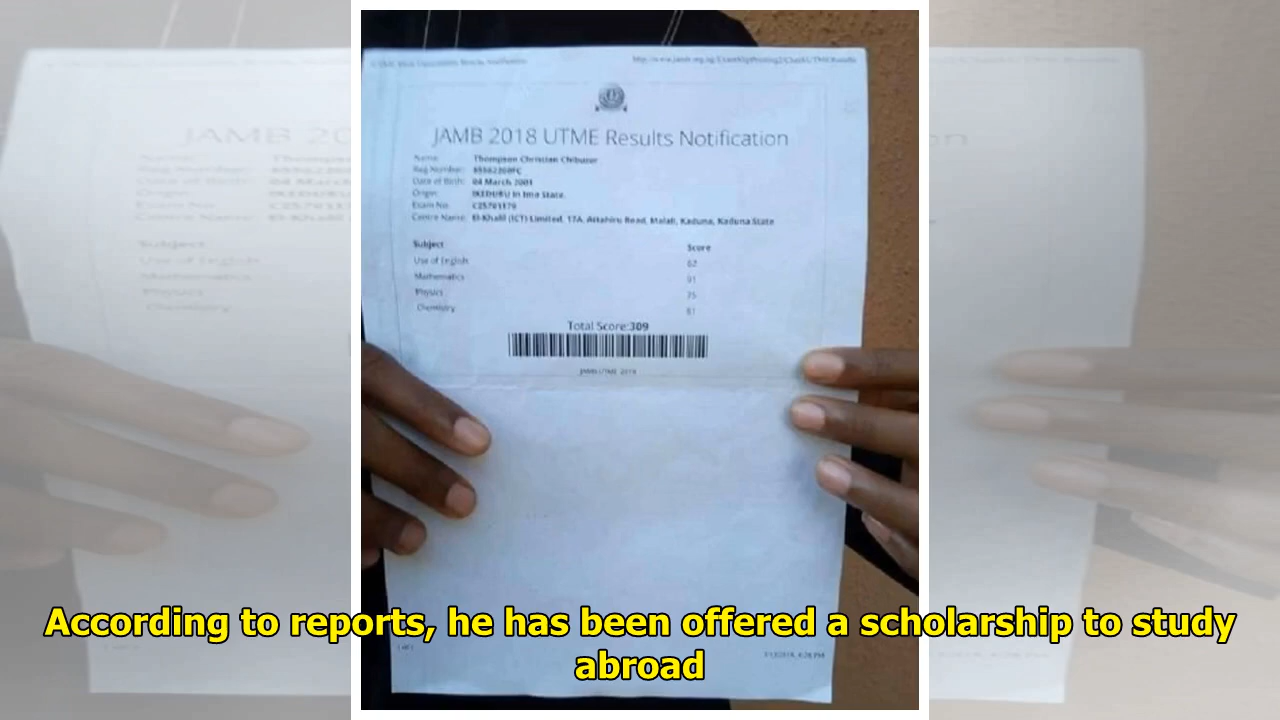 JAMB 2018 UTME Results Notification
Name: Thompson Christian Chibuzor
Reg Number:
Date of Birth: 04 March 2001
Origin: IKEDURU in Imo State.
Exam No: C25701179
Centre Name: El-Khalil (ICT) Limited, 17A, Attahiru Road, Malali, Kaduna, Kaduna State
Subject Score
Use of English 62
Mathematics 91
Physics 75
Chemistry 81
Total Score:309
JAMB UTME 2018
According to reports, he has been offered a scholarship to study
abroad